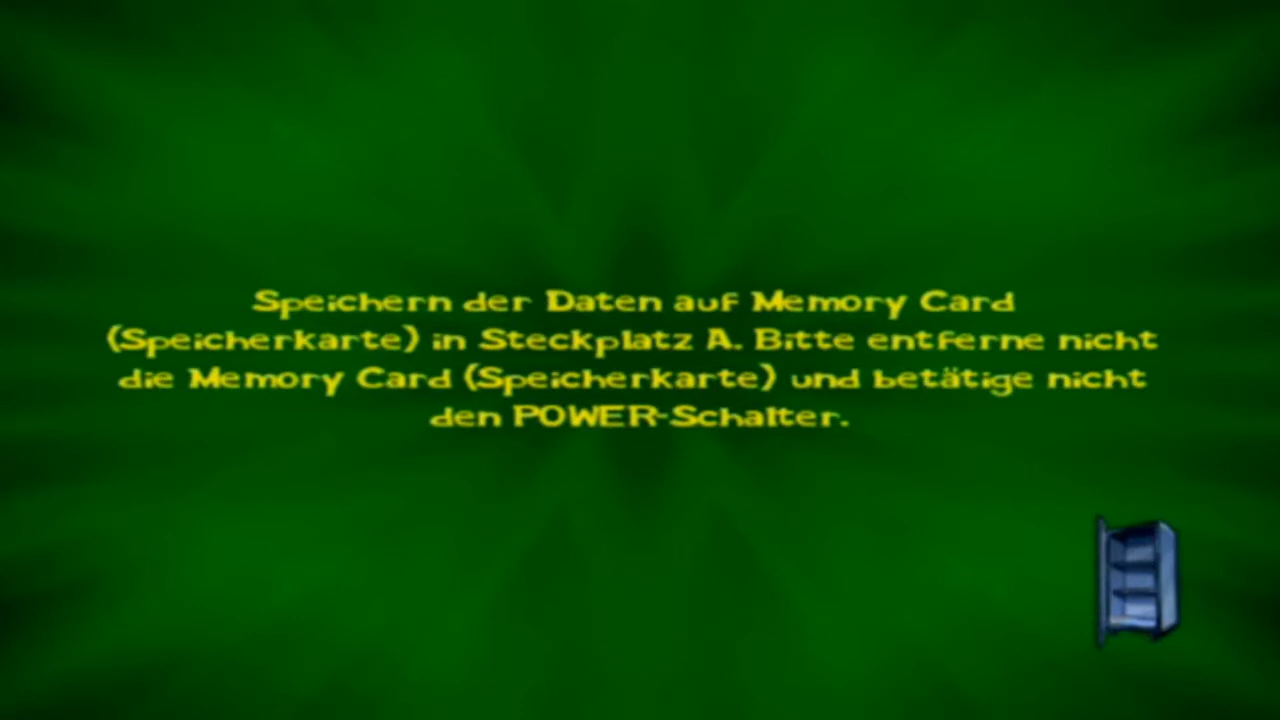 Speichern der Daten auf Memory Card
(Speicherkarte) in Steckplatz A. Bitte entferne nicht
die Memory Card (Speicherkarte) und betätige nicht
den POWER-Schalter.